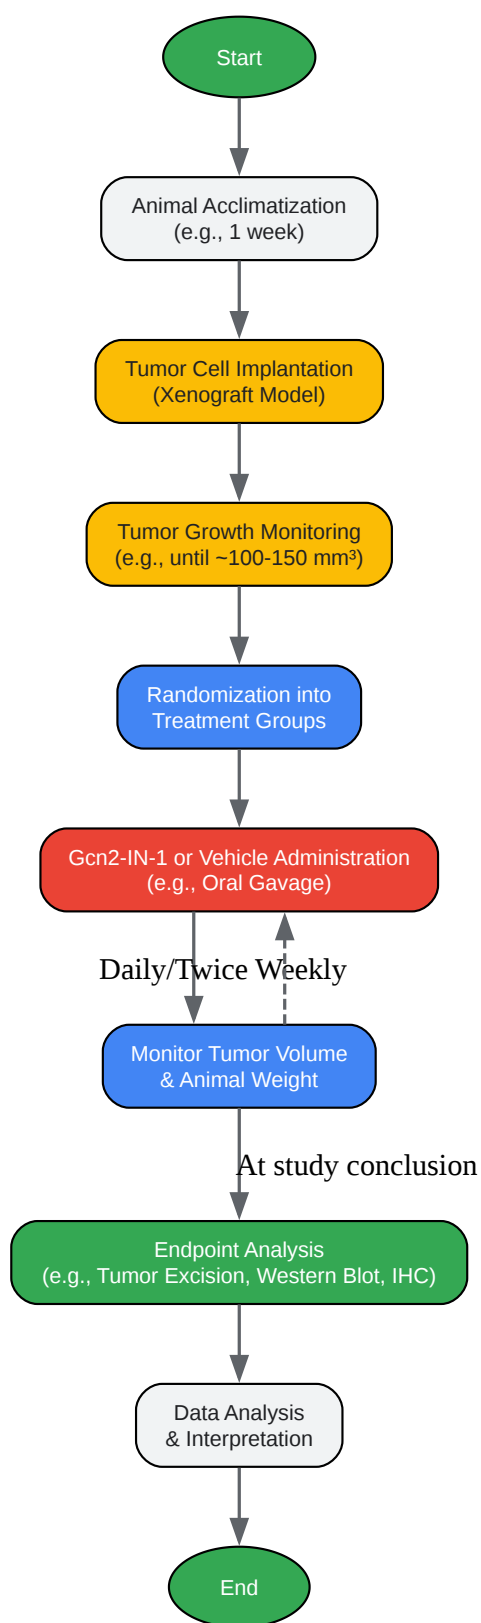 Start
Animal Acclimatization
(e.g., 1 week)
Tumor Cell Implantation
(Xenograft Model)
Tumor Growth Monitoring
(e.g., until ~100-150 mm³)
Randomization into
Treatment Groups
Gcn2-IN-1 or Vehicle Administration
(e.g., Oral Gavage)
Daily/Twice Weekly
Monitor Tumor Volume
& Animal Weight
At study conclusion
Endpoint Analysis
(e.g., Tumor Excision, Western Blot, IHC)
Data Analysis
& Interpretation
End